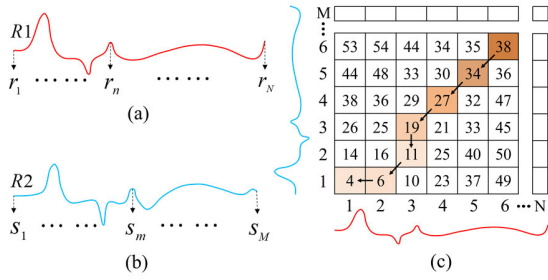 R1
r1 ...... rn ...... rN
(a)
R2
s1 ...... sm ...... sM
(b)
M
⋮
6 53 54 44 34 35 38
5 44 48 33 30 34 36
4 38 36 29 27 32 47
3 26 25 19 21 33 45
2 14 16 11 25 40 50
1 4 6 10 23 37 49
1 2 3 4 5 6 ... N
(c)